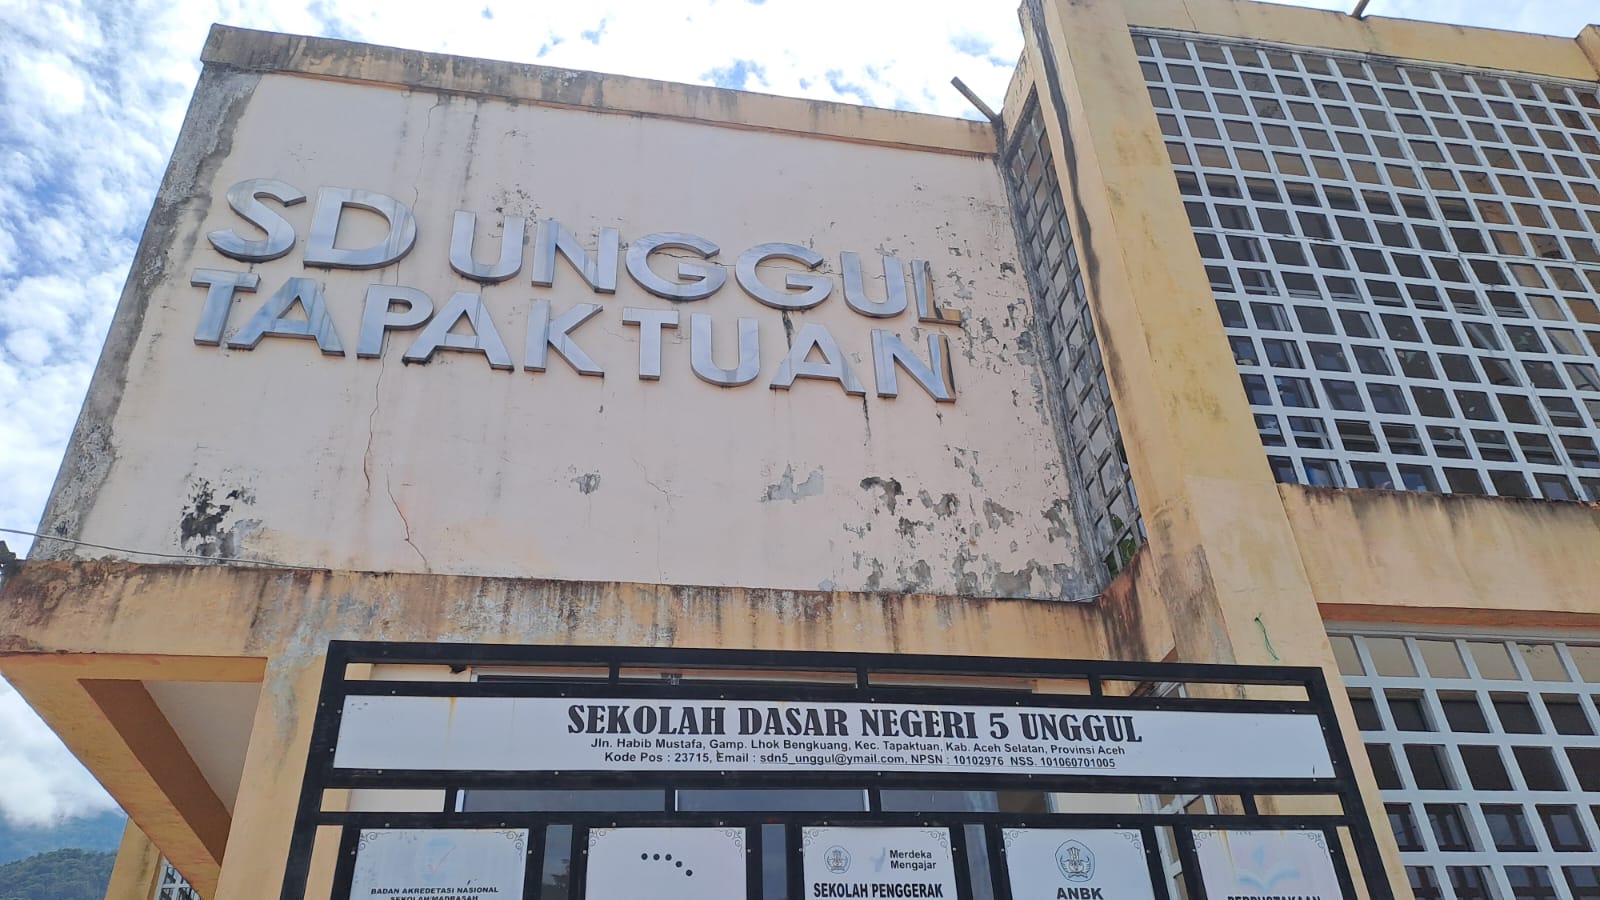 SD UNGGUL
TAPAKTUAN
SEKOLAH DASAR NEGERI 5 UNGGUL
Jln. Habib Mustafa, Gamp. Lhok Bengkuang, Kec. Tapaktuan, Kab. Aceh Selatan, Provinsi Aceh
Kode Pos : 23715, Email : sdn5_unggul@ymail.com, NPSN : 10102976 NSS. 101060701005
BADAN AKREDETASI NASIONAL
SEKOLAH/MADRASAH
Merdeka
Mengajar
SEKOLAH PENGGERAK
ANBK
PERPUSTAKAAN